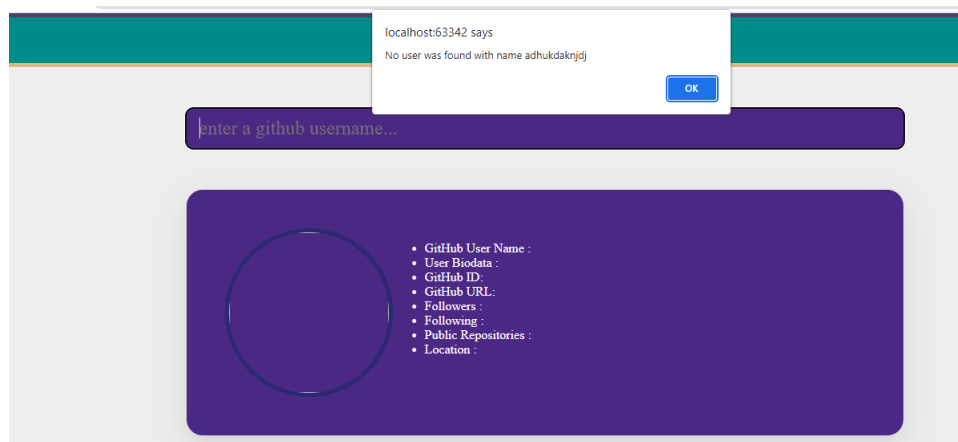 localhost:63342 says
No user was found with name adhukdaknjdj
OK
enter a github username...
• GitHub User Name :
• User Biodata :
• GitHub ID:
• GitHub URL:
• Followers :
• Following :
• Public Repositories :
• Location :